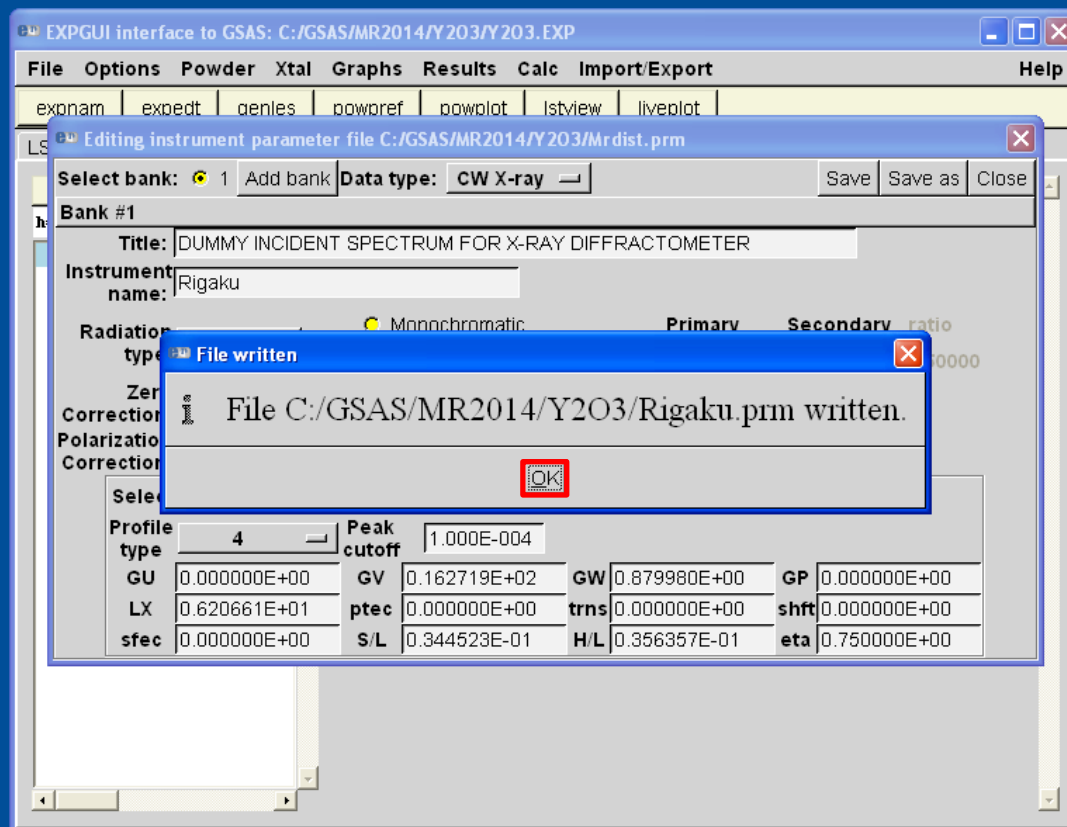 EXPGUI interface to GSAS: C:/GSAS/MR2014/Y2O3/Y2O3.EXP
File Options Powder Xtal Graphs Results Calc Import/Export Help
expnam expedt genles powpref powplot lstview liveplot
LS
Editing instrument parameter file C:/GSAS/MR2014/Y2O3/Mrdist.prm
Select bank: 1 Add bank Data type: CW X-ray Save Save as Close
Bank #1
Title: DUMMY INCIDENT SPECTRUM FOR X-RAY DIFFRACTOMETER
Instrument name: Rigaku
Radiation type Monochromatic Primary Secondary ratio
File written
File C:/GSAS/MR2014/Y2O3/Rigaku.prm written.
OK
Correction
Correction
Profile type 4 Peak cutoff 1.000E-004
GU 0.000000E+00 GV 0.162719E+02 GW 0.879980E+00 GP 0.000000E+00
LX 0.620661E+01 ptec 0.000000E+00 trns 0.000000E+00 shft 0.000000E+00
sfec 0.000000E+00 S/L 0.344523E-01 H/L 0.356357E-01 eta 0.750000E+00